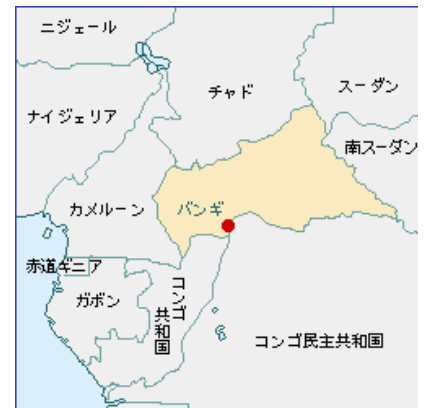 ニジェール
チャド
スーダン
ナイジェリア
南スーダン
カメルーン
バンギ
赤道ギニア
ガボン
コンゴ
共和国
コンゴ民主共和国